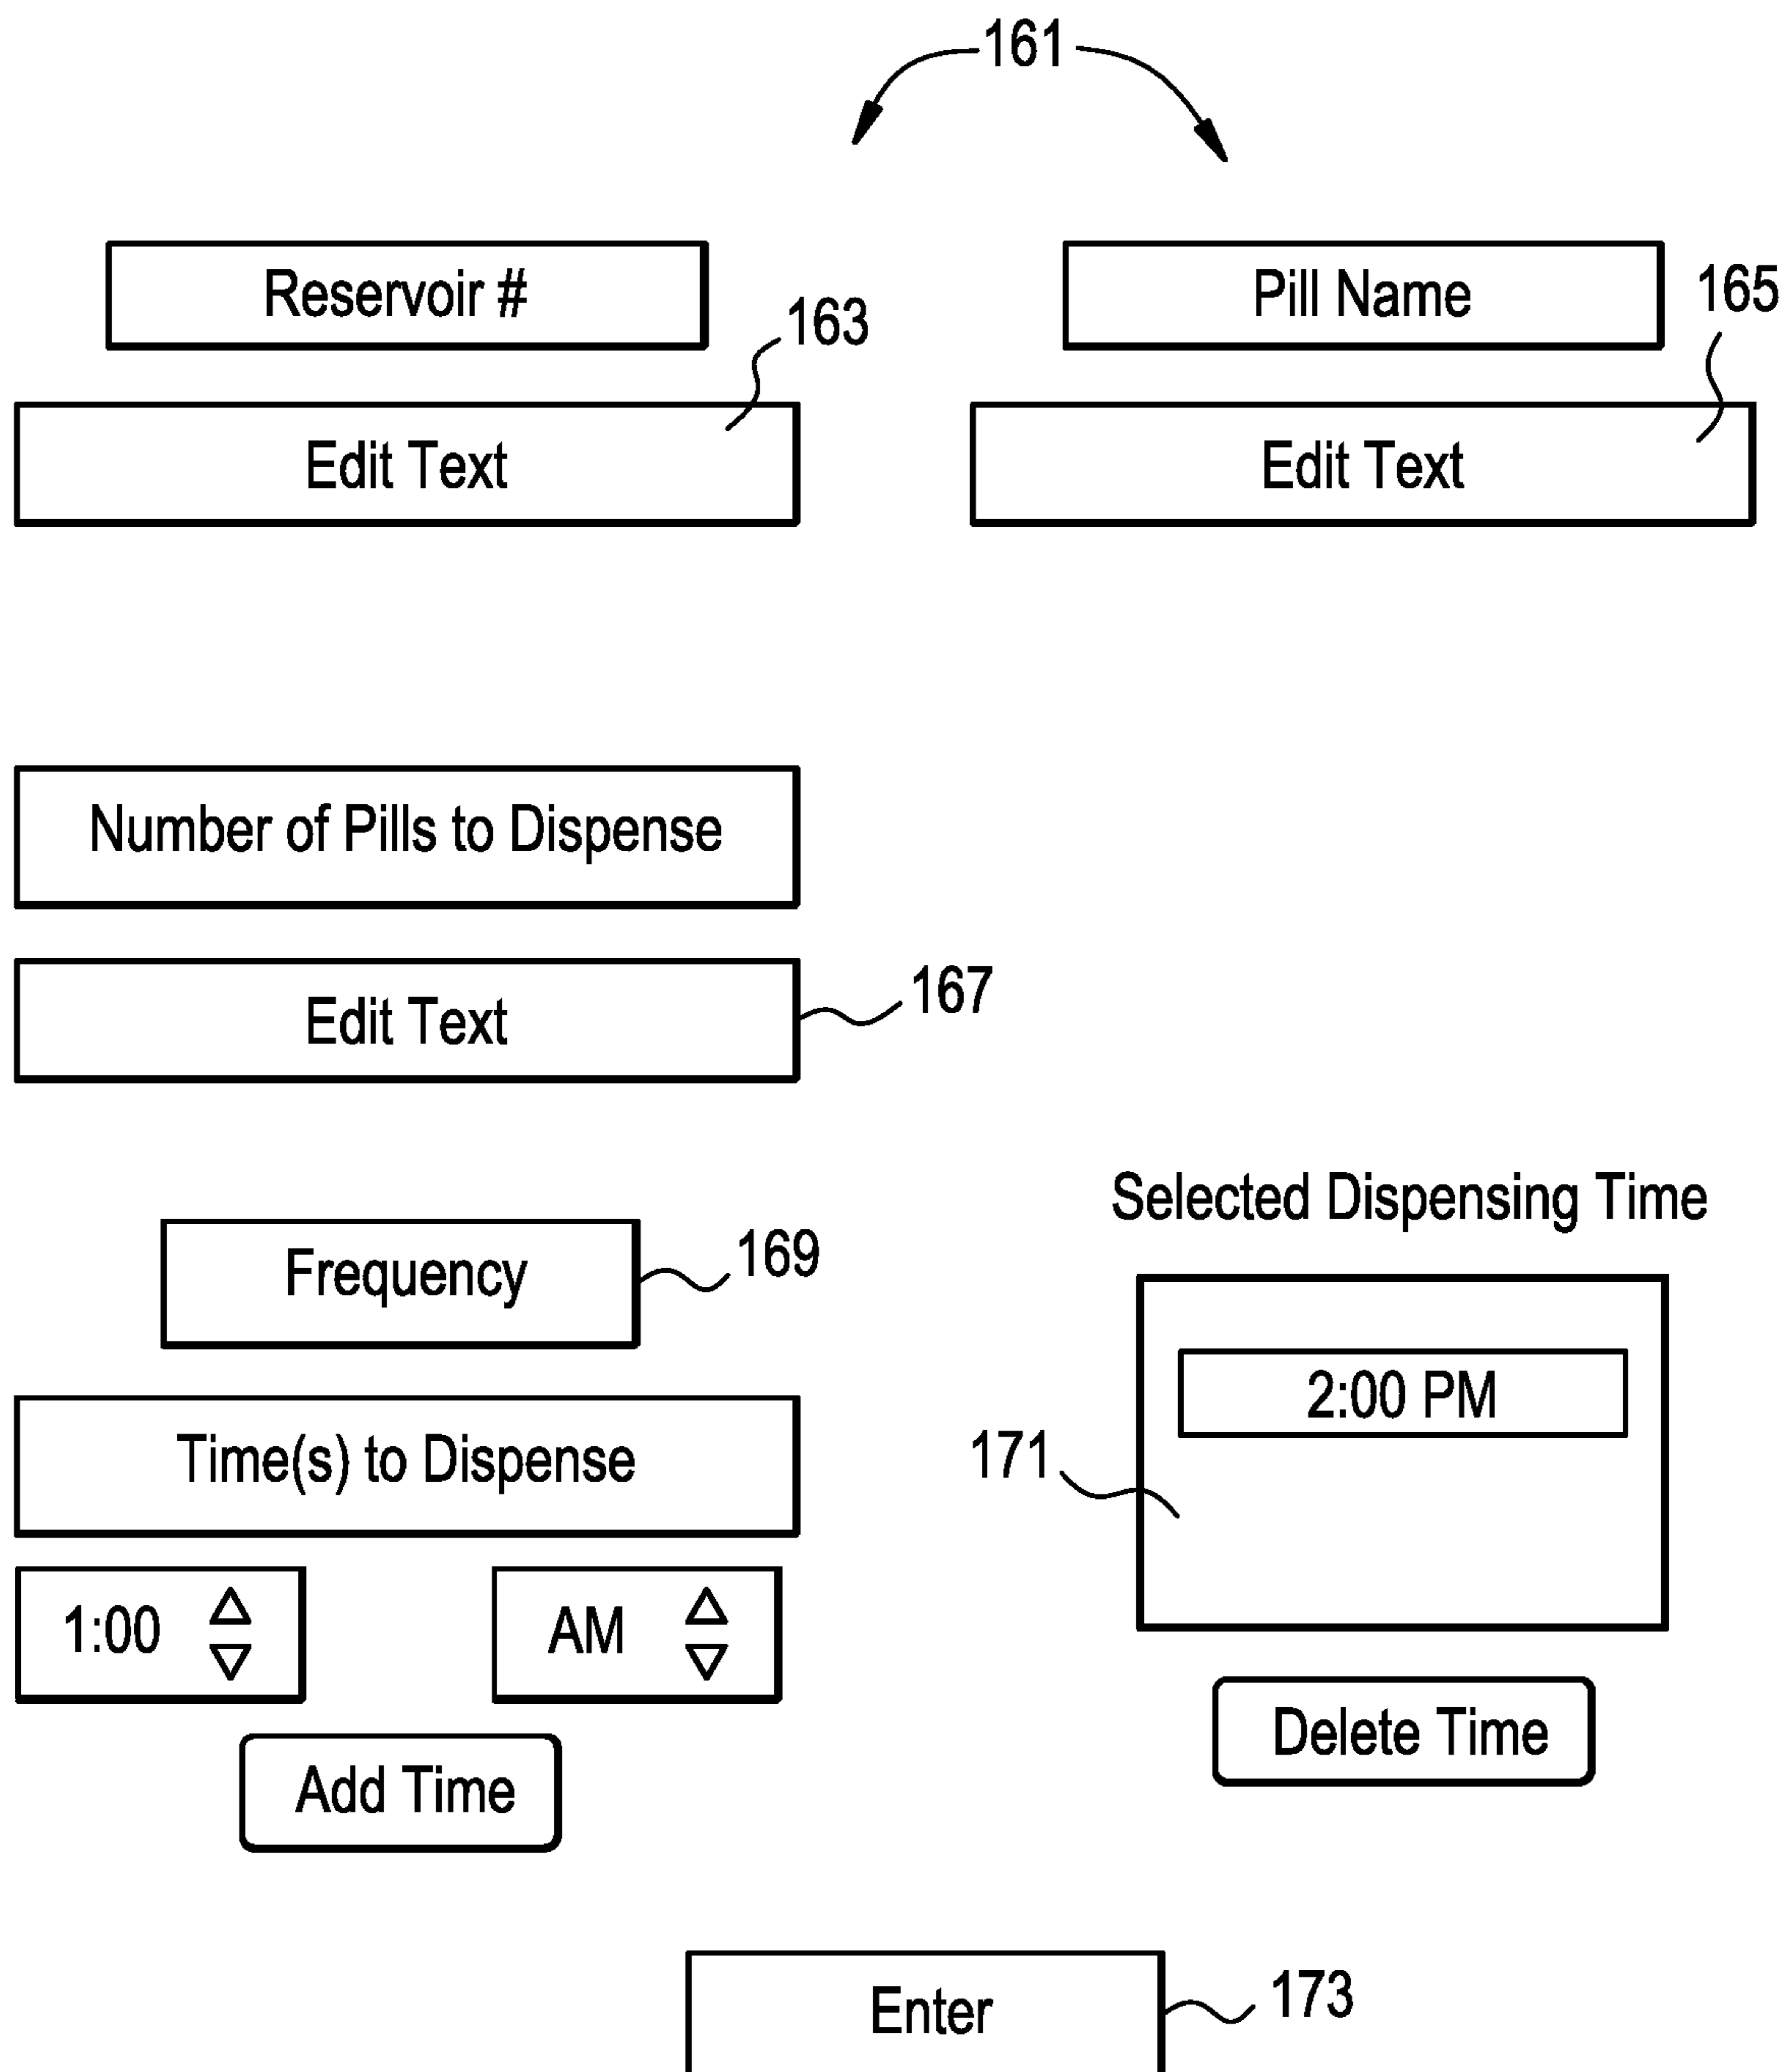 161
Reservoir #
Pill Name
163
165
Edit Text
Edit Text
Number of Pills to Dispense
Edit Text
167
Frequency
169
Selected Dispensing Time
2:00 PM
171
Time(s) to Dispense
1:00
AM
Add Time
Delete Time
Enter
173